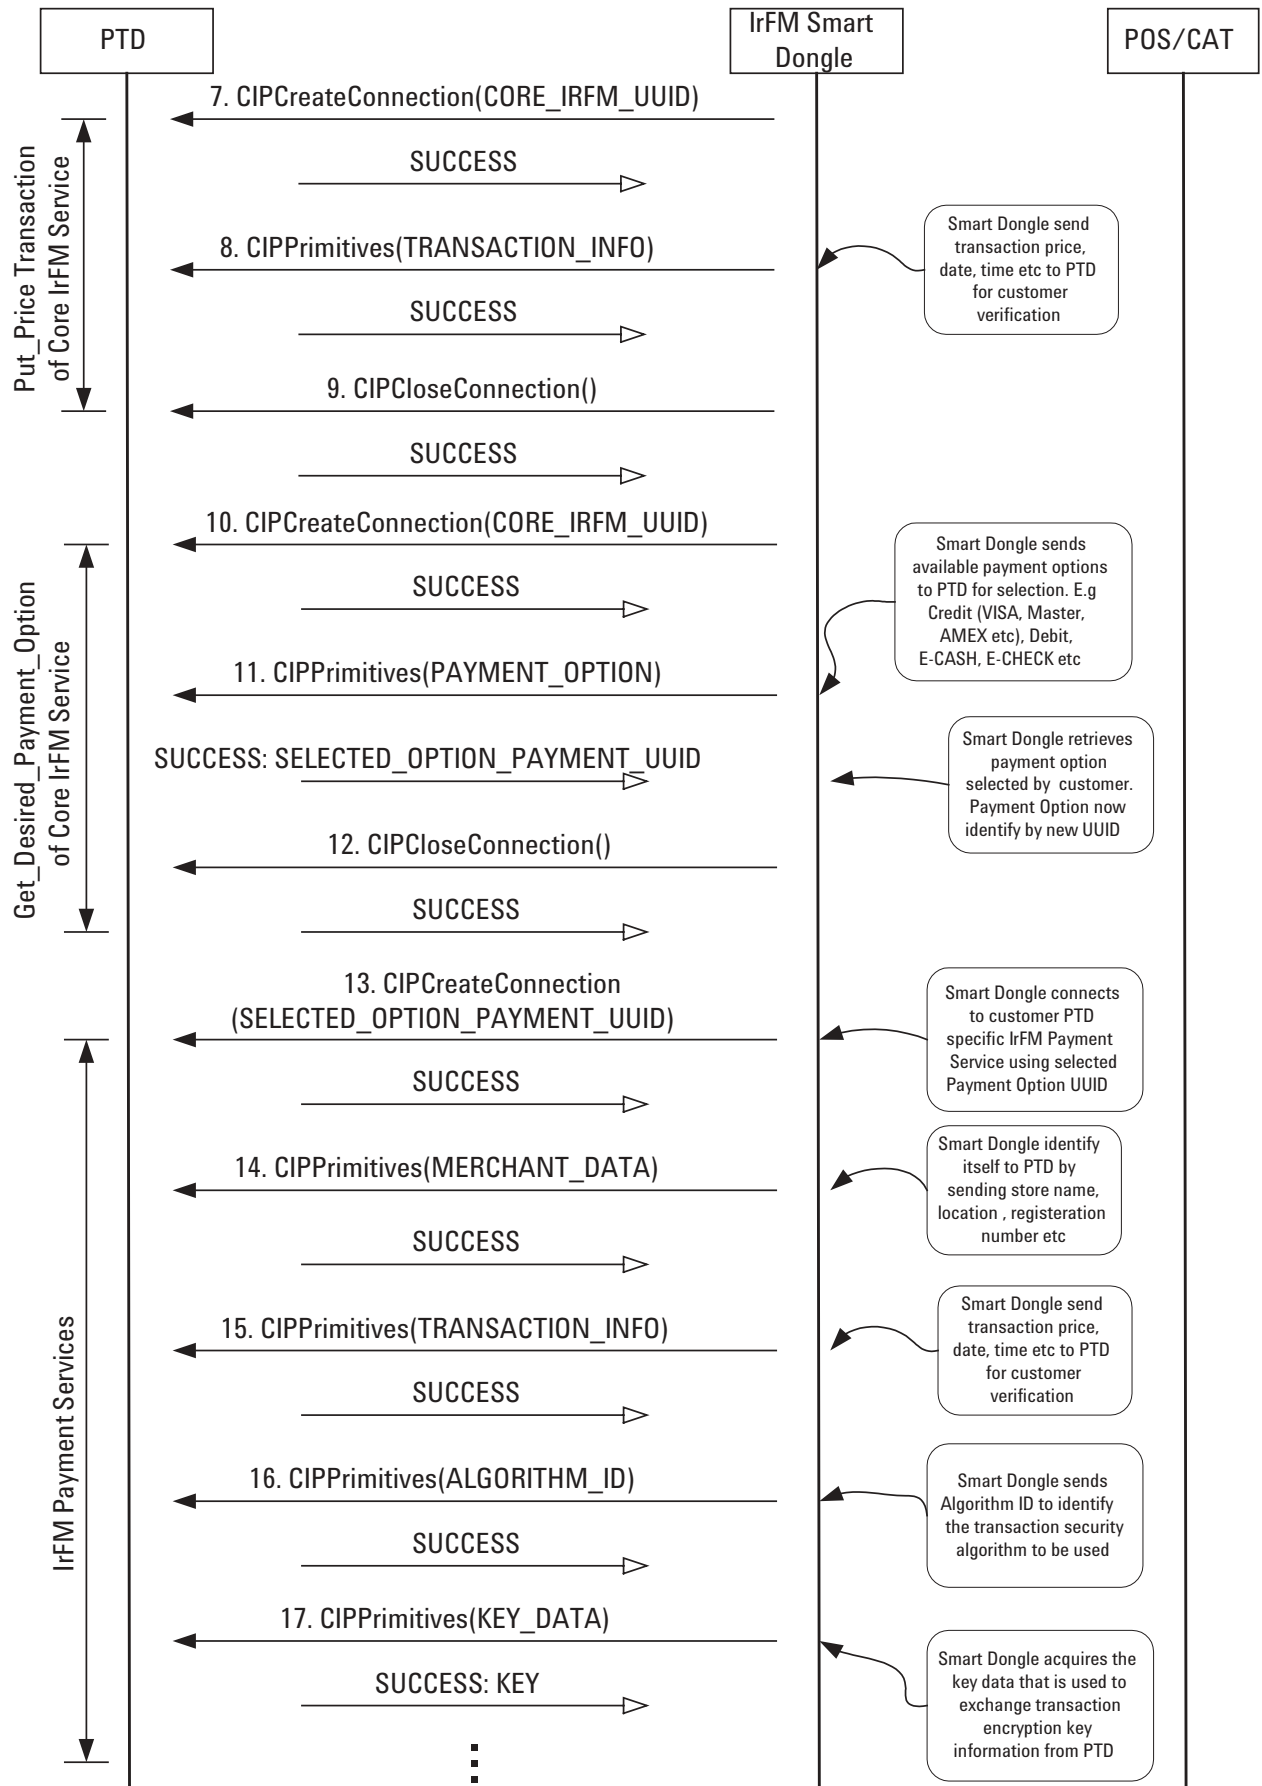 PTD
IrFM Smart
Dongle
POS/CAT
Put_Price Transaction
of Core IrFM Service
7. CIPCreateConnection(CORE_IRFM_UUID)
SUCCESS
8. CIPPrimitives(TRANSACTION_INFO)
Smart Dongle send
transaction price,
date, time etc to PTD
for customer
verification
SUCCESS
9. CIPCloseConnection()
SUCCESS
Get_Desired_Payment_Option
of Core IrFM Service
10. CIPCreateConnection(CORE_IRFM_UUID)
SUCCESS
Smart Dongle sends
available payment options
to PTD for selection. E.g
Credit (VISA, Master,
AMEX etc), Debit,
E-CASH, E-CHECK etc
11. CIPPrimitives(PAYMENT_OPTION)
SUCCESS: SELECTED_OPTION_PAYMENT_UUID
Smart Dongle retrieves
payment option
selected by customer.
Payment Option now
identify by new UUID
12. CIPCloseConnection()
SUCCESS
IrFM Payment Services
13. CIPCreateConnection
(SELECTED_OPTION_PAYMENT_UUID)
Smart Dongle connects
to customer PTD
specific IrFM Payment
Service using selected
Payment Option UUID
SUCCESS
14. CIPPrimitives(MERCHANT_DATA)
Smart Dongle identify
itself to PTD by
sending store name,
location , registeration
number etc
SUCCESS
15. CIPPrimitives(TRANSACTION_INFO)
Smart Dongle send
transaction price,
date, time etc to PTD
for customer
verification
SUCCESS
16. CIPPrimitives(ALGORITHM_ID)
Smart Dongle sends
Algorithm ID to identify
the transaction security
algorithm to be used
SUCCESS
17. CIPPrimitives(KEY_DATA)
Smart Dongle acquires the
key data that is used to
exchange transaction
encryption key
information from PTD
SUCCESS: KEY